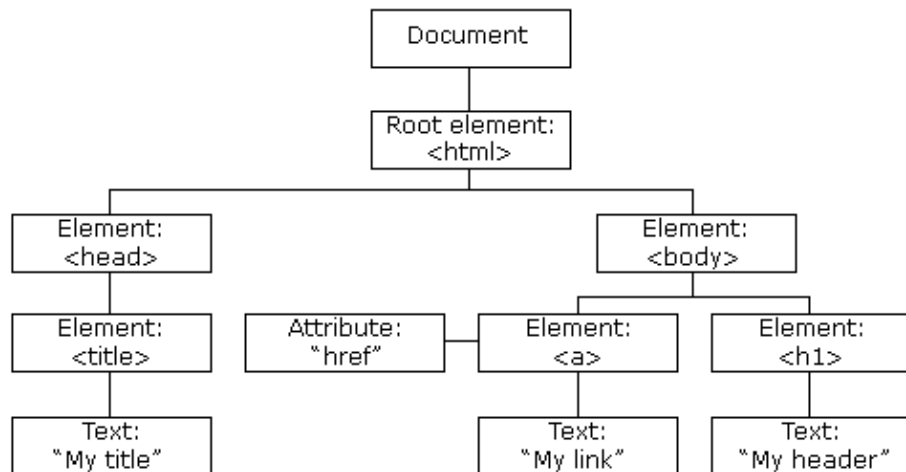 Document
Root element:
<html>
Element:
<head>
Element:
<body>
Element:
<title>
Attribute:
“href”
Element:
<a>
Element:
<h1>
Text:
“My title”
Text:
“My link”
Text:
“My header”